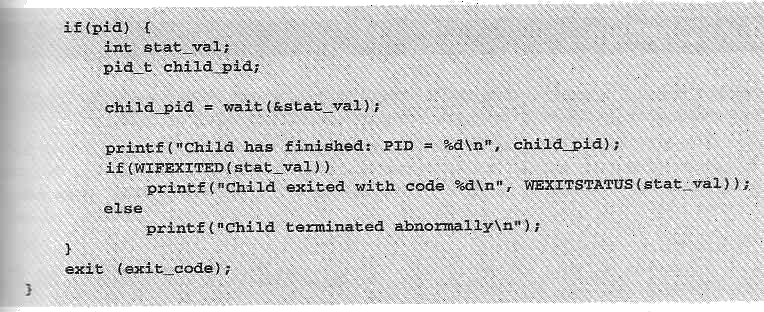 if(pid) {
int stat_val;
pid_t child_pid;
child_pid = wait(&stat_val);
printf("Child has finished: PID = %d\n", child_pid);
if(WIFEXITED(stat_val))
printf("Child exited with code %d\n", WEXITSTATUS(stat_val));
else
printf("Child terminated abnormally\n");
}
exit (exit_code);
}